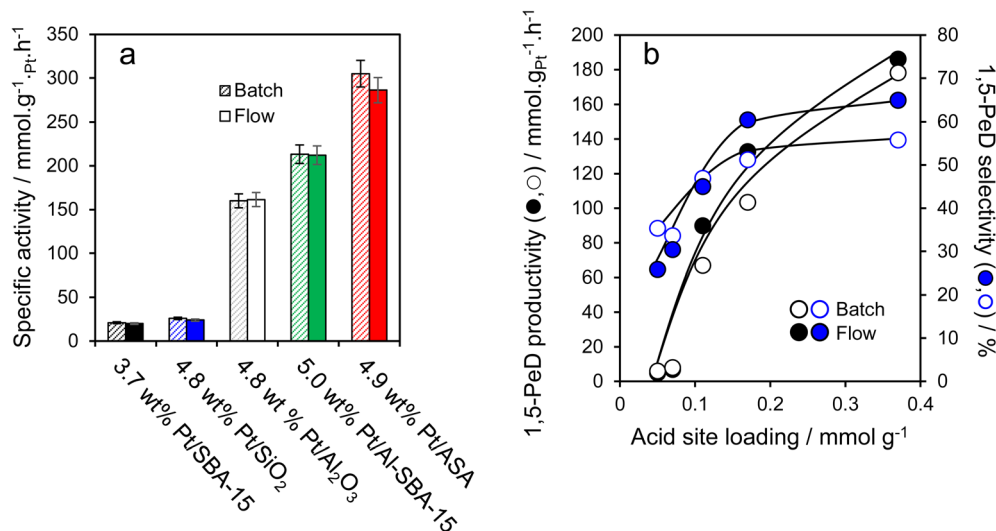 a
Specific activity / mmol.g⁻¹.Pt.h⁻¹
400
350
300
250
200
150
100
50
0
Batch
Flow
3.7 wt% Pt/SBA-15
4.8 wt% Pt/SiO₂
4.8 wt % Pt/Al₂O₃
5.0 wt% Pt/Al-SBA-15
4.9 wt% Pt/ASA
b
1,5-PeD productivity (●,○) / mmol.gPt⁻¹.h⁻¹
200
180
160
140
120
100
80
60
40
20
0
80
70
60
50
40
30
20
10
0
1,5-PeD selectivity (●,○) / %
Batch
Flow
0
0.1
0.2
0.3
0.4
Acid site loading / mmol g⁻¹